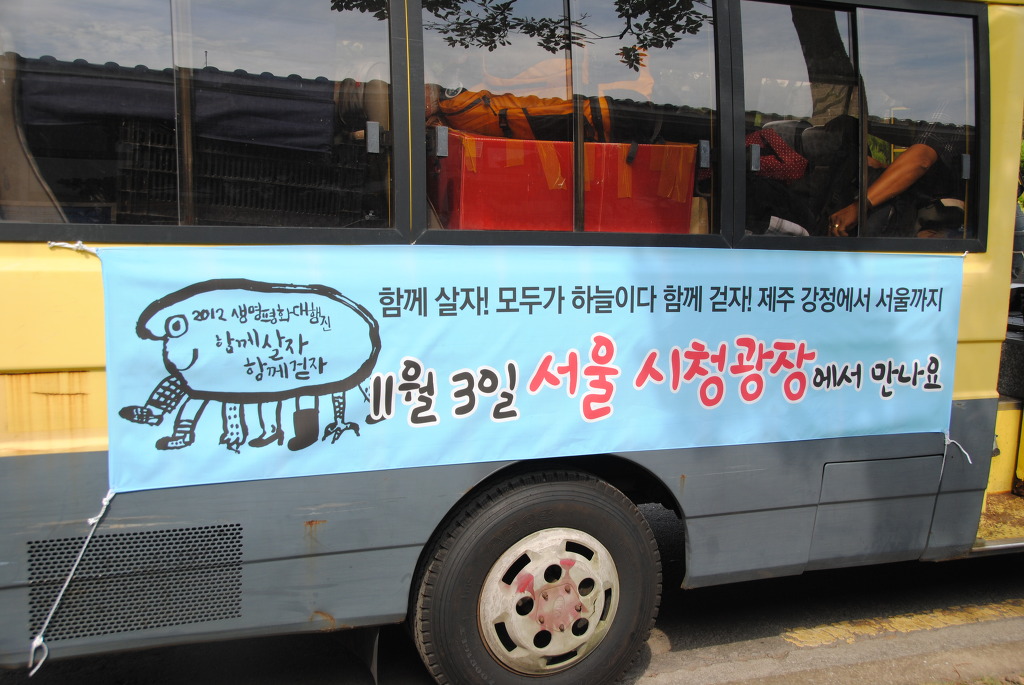 2012 생명평화대행진
함께 살자
함께 걷자
함께 살자! 모두가 하늘이다 함께 걷자! 제주 강정에서 서울까지
11월 3일 서울 시청광장에서 만나요